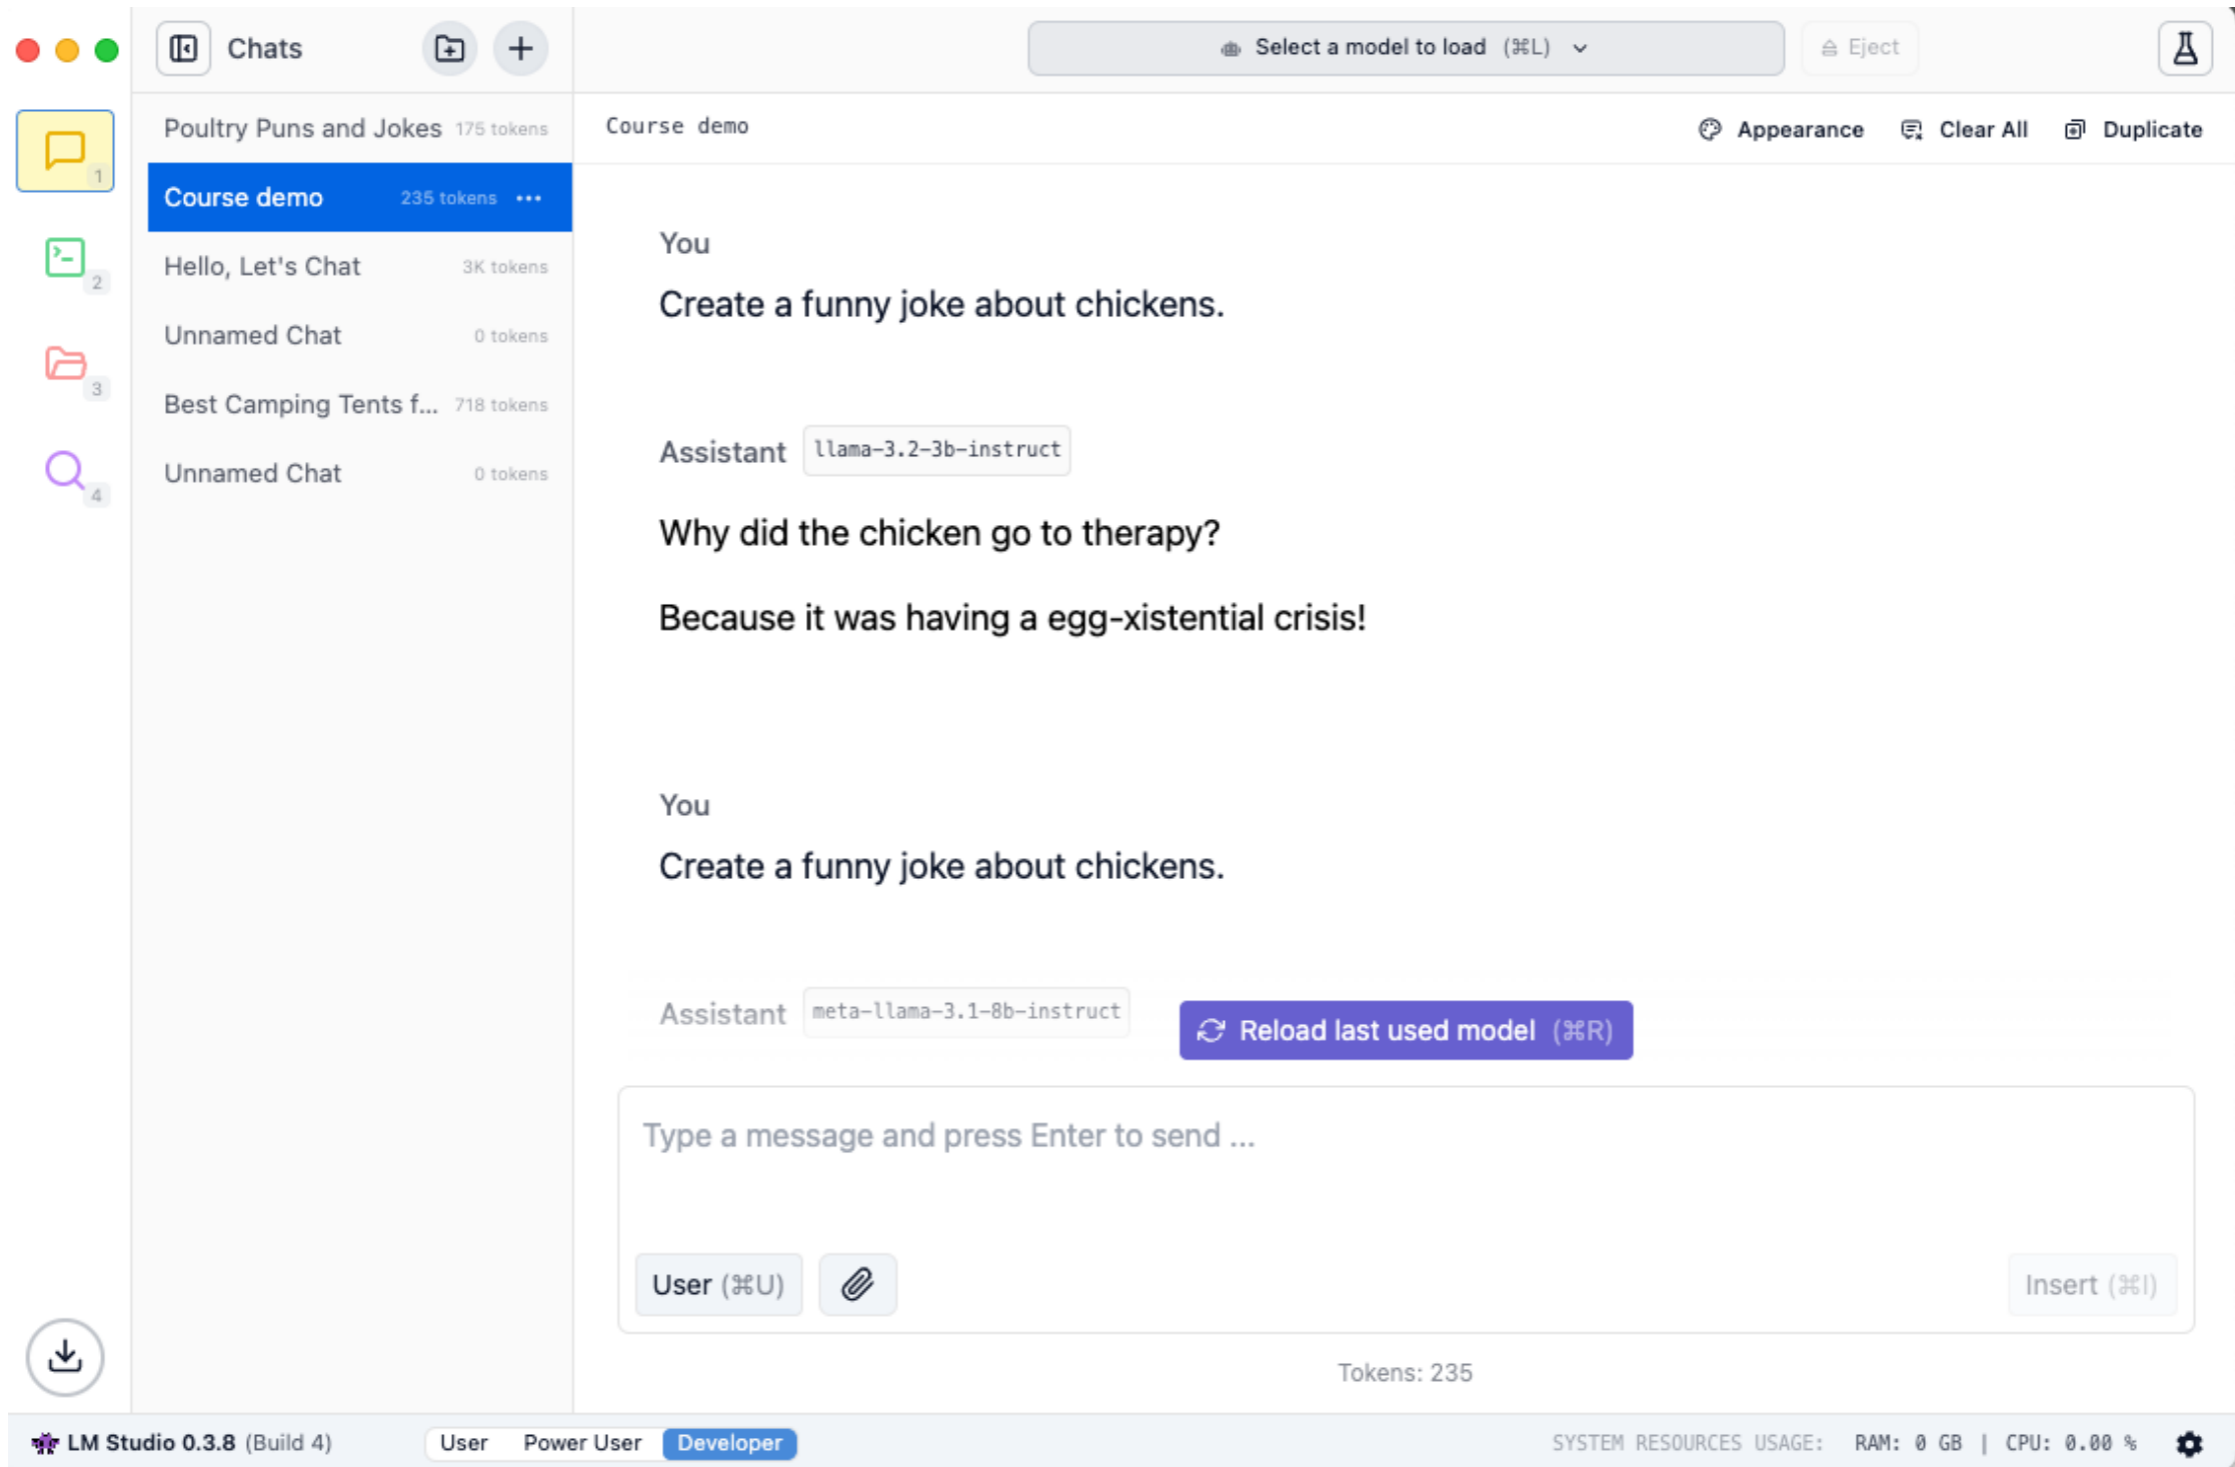 Chats
Select a model to load (⌘L)
Eject
1
2
3
4
Poultry Puns and Jokes 175 tokens
Course demo 235 tokens ...
Hello, Let's Chat 3K tokens
Unnamed Chat 0 tokens
Best Camping Tents f... 718 tokens
Unnamed Chat 0 tokens
Course demo
Appearance Clear All Duplicate
You
Create a funny joke about chickens.
Assistant llama-3.2-3b-instruct
Why did the chicken go to therapy?
Because it was having a egg-xistential crisis!
You
Create a funny joke about chickens.
Assistant meta-llama-3.1-8b-instruct
Reload last used model (⌘R)
Type a message and press Enter to send ...
User (⌘U)
Insert (⌘I)
Tokens: 235
LM Studio 0.3.8 (Build 4)
User Power User Developer
SYSTEM RESOURCES USAGE: RAM: 0 GB | CPU: 0.00 %